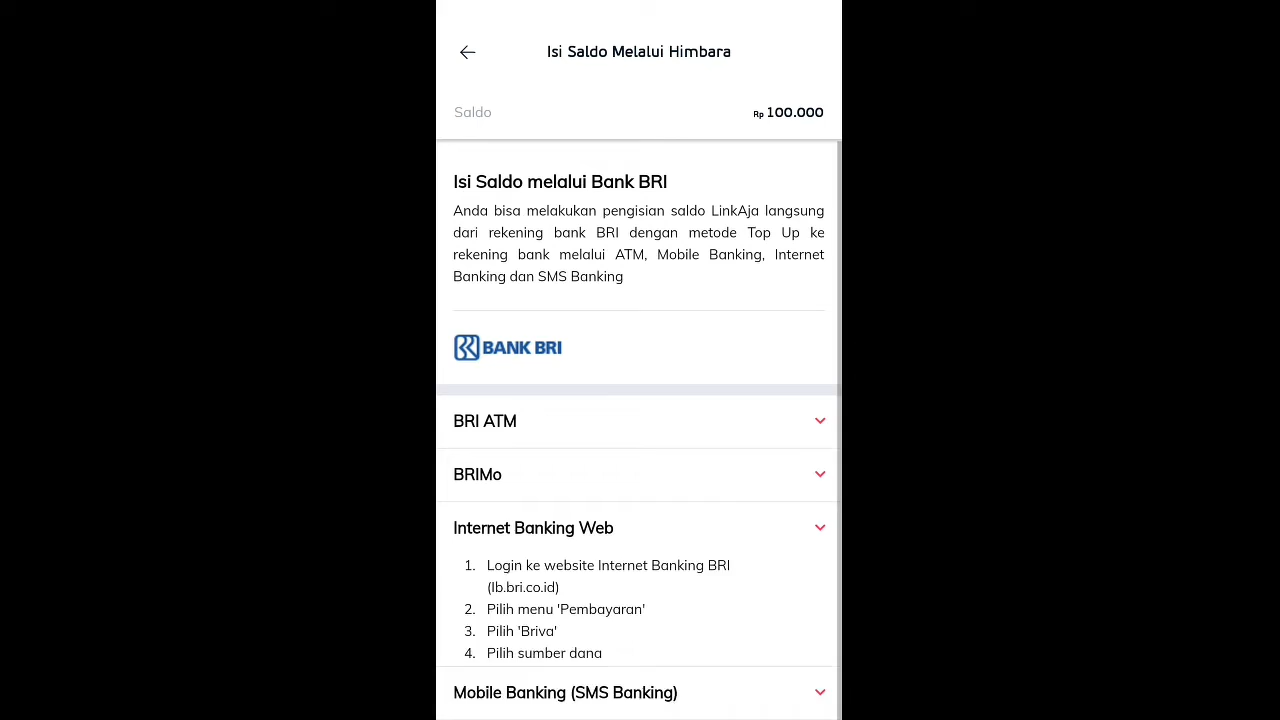 Isi Saldo Melalui Himbara
Saldo
Rp 100.000
Isi Saldo melalui Bank BRI
Anda bisa melakukan pengisian saldo LinkAja langsung
dari rekening bank BRI dengan metode Top Up ke
rekening bank melalui ATM, Mobile Banking, Internet
Banking dan SMS Banking
BANK BRI
BRI ATM
BRIMo
Internet Banking Web
1. Login ke website Internet Banking BRI
(Ib.bri.co.id)
2. Pilih menu 'Pembayaran'
3. Pilih 'Briva'
4. Pilih sumber dana
Mobile Banking (SMS Banking)